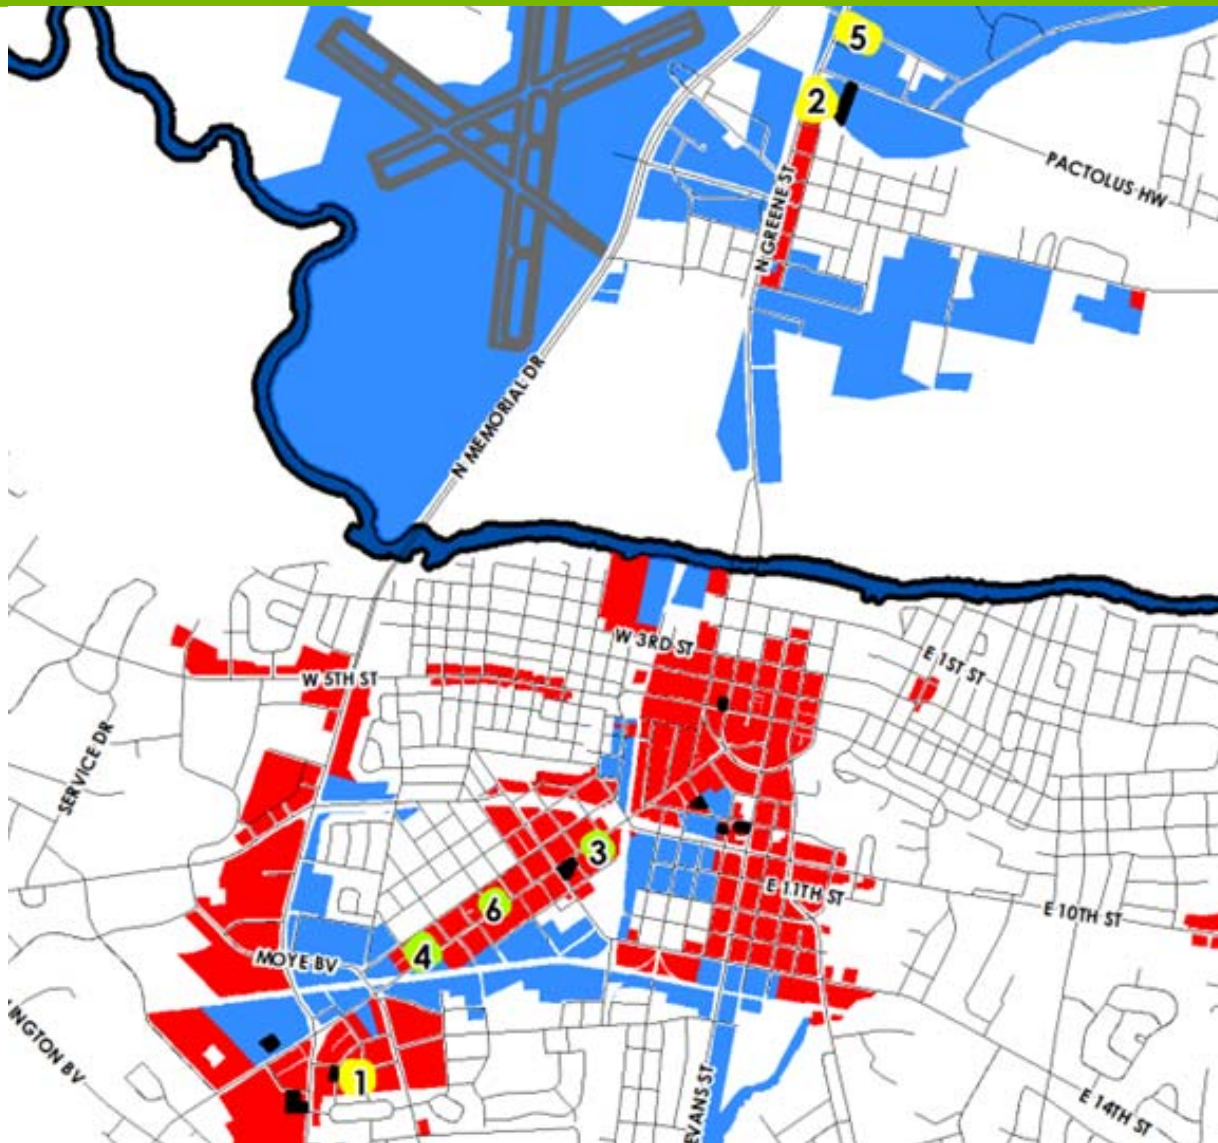 5
2
PACTOLUS HW
N GREENE ST
N MEMORIAL DR
W 3RD ST
E 1ST ST
W 5TH ST
SERVICE DR
3
E 11TH ST
6
E 10TH ST
4
MOYE BV
INGTON BV
1
EVANS ST
E 14TH ST